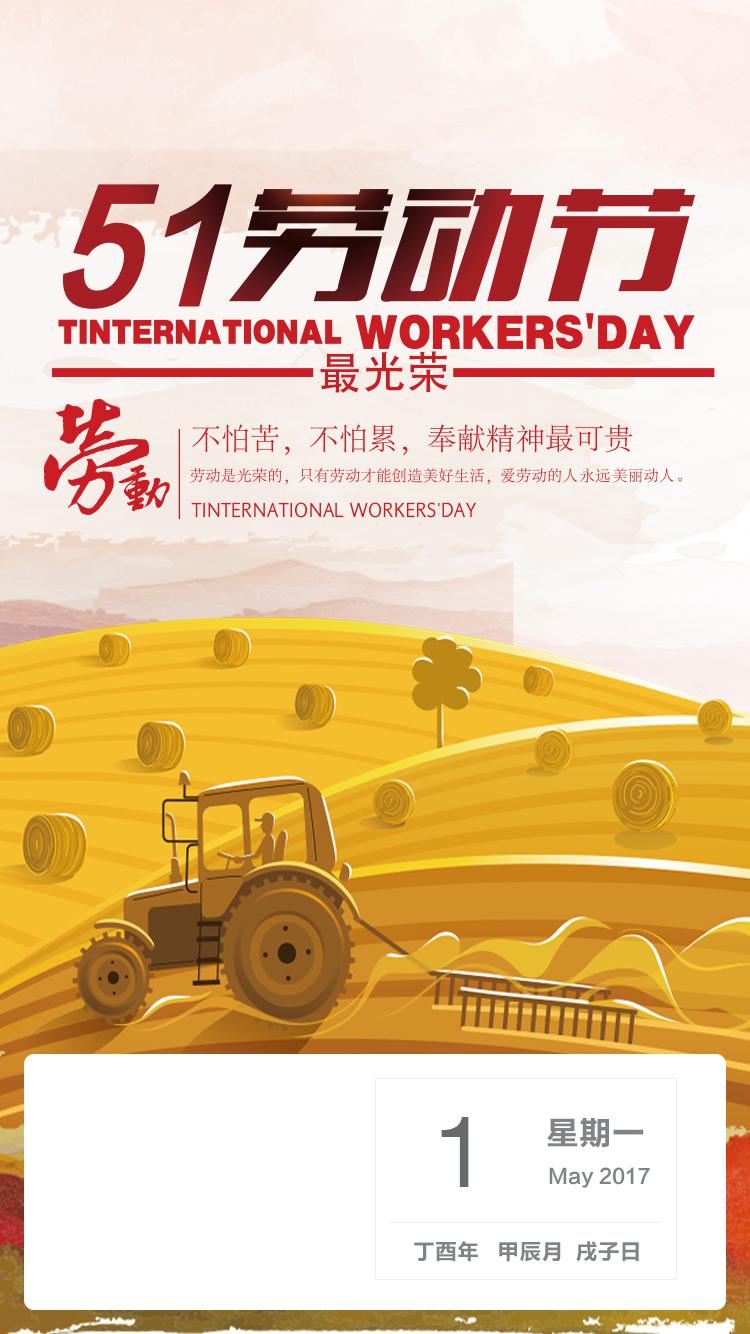 51劳动节
TINTERNATIONAL WORKERS'DAY
最光荣
勞動
不怕苦，不怕累，奉献精神最可贵
劳动是光荣的，只有劳动才能创造美好生活，爱劳动的人永远美丽动人。
TINTERNATIONAL WORKERS'DAY
1
星期一
May 2017
丁酉年 甲辰月 戌子日